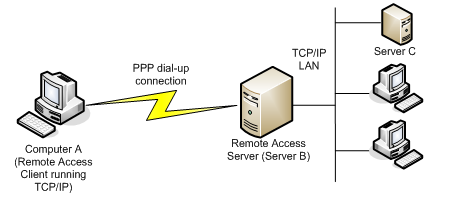 PPP dial-up
connection
TCP/IP
LAN
Server C
Computer A
(Remote Access
Client running
TCP/IP)
Remote Access
Server (Server B)